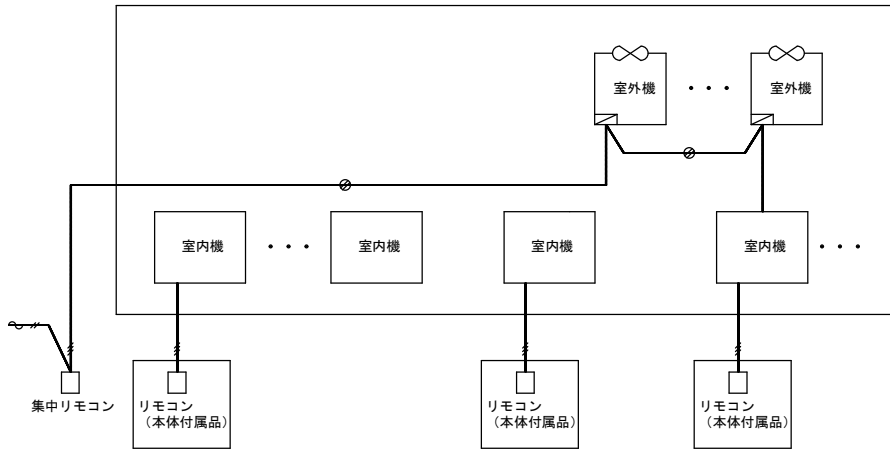 室外機
・・・
室外機
室内機
・・・
室内機
室内機
室内機
・・・
集中リモコン
リモコン
（本体付属品）
リモコン
（本体付属品）
リモコン
（本体付属品）